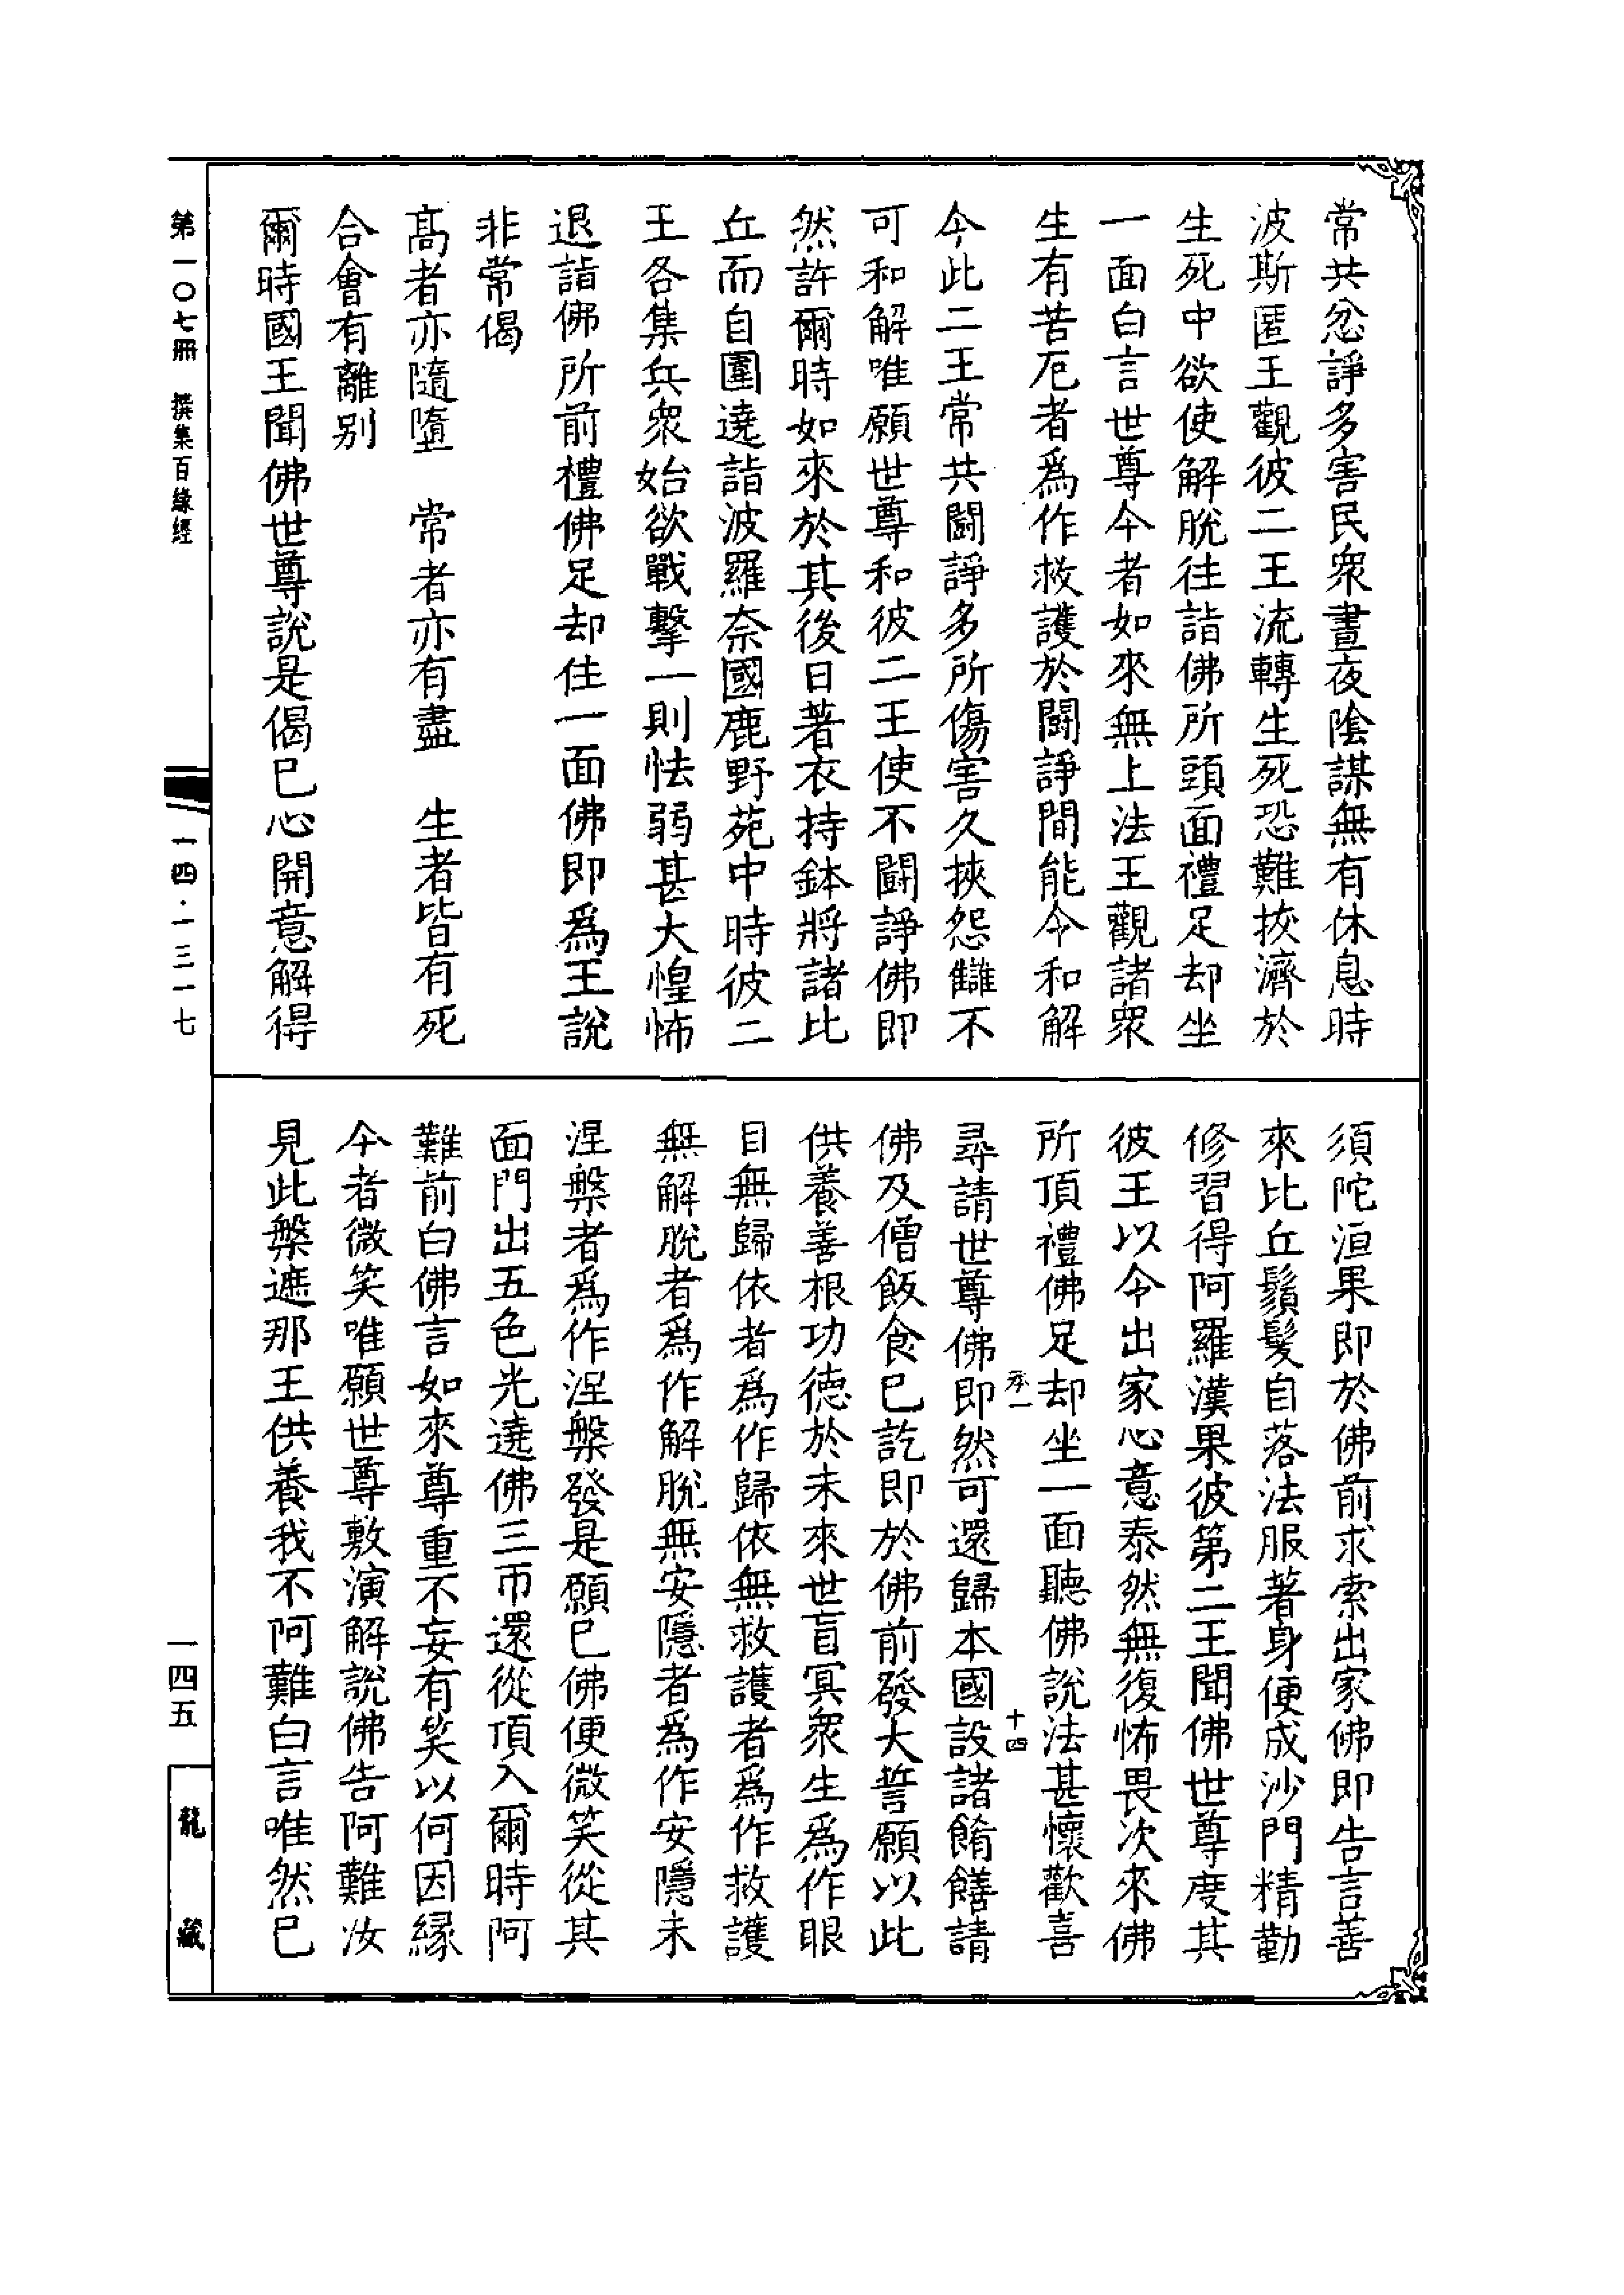 常共忿諍多害民衆晝夜陰謀無有休息時
波斯匿王觀彼二王流轉生死恐難挍濟於
生死中欲使解脫往詣佛所頭面禮足却坐
一面白言世尊今者如來無上法王觀諸衆
生有苦厄者爲作救護於鬪諍間能令和解
今此二王常共鬪諍多所傷害久挾怨讎不
可和解唯願世尊和彼二王使不鬪諍佛即
然許爾時如來於其後日著衣持鉢將諸比
丘而自圍遶詣波羅奈國鹿野苑中時彼二
王各集兵衆始欲戰擊一則怯弱甚大惶怖
退詣佛所前禮佛足却住一面佛即爲王說
非常偈
高者亦隨墮　常者亦有盡　生者皆有死
合會有離别
爾時國王聞佛世尊說是偈已心開意解得
須陀洹果即於佛前求索出家佛即告言善
來比丘鬚髮自落法服著身便成沙門精勤
修習得阿羅漢果彼第二王聞佛世尊度其
彼王以令出家心意泰然無復怖畏次來佛
所頂禮佛足却坐一面聽佛說法甚懷歡喜
承一　十四
尋請世尊佛即然可還歸本國設諸餚饍請
佛及僧飯食已訖即於佛前發大誓願以此
供養善根功德於未來世盲冥衆生爲作眼
目無歸依者爲作歸依無救護者爲作救護
無解脫者爲作解脫無安隱者爲作安隱未
涅槃者爲作涅槃發是願已佛便微笑從其
面門出五色光遶佛三帀還從頂入爾時阿
難前白佛言如來尊重不妄有笑以何因緣
今者微笑唯願世尊敷演解說佛告阿難汝
見此槃遮那王供養我不阿難白言唯然已
第一〇七冊　撰集百緣經
一四·一三一七
一四五
龍藏